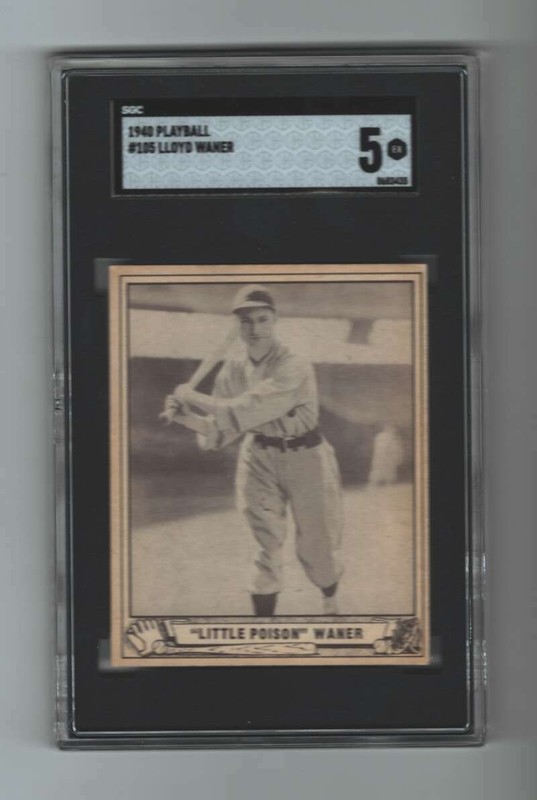 SGC
1940 PLAYBALL
#105 LLOYD WANER
5
EX
"LITTLE POISON" WANER